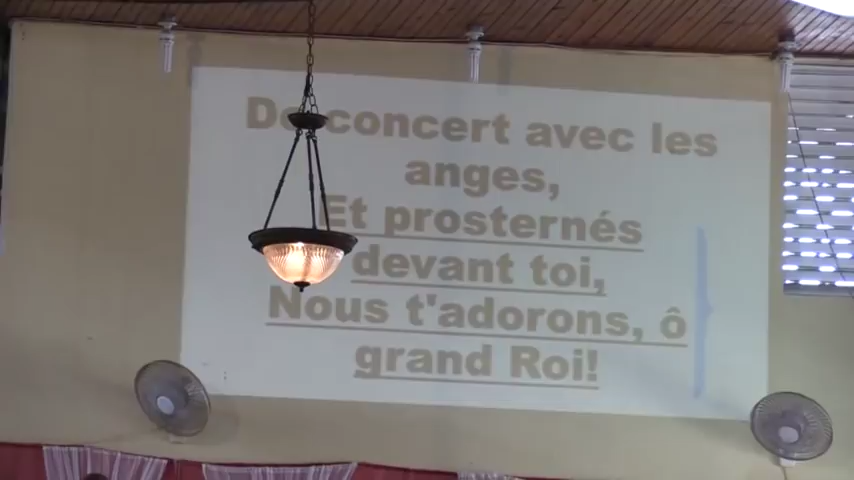 De concert avec les
anges,
Et prosternés
devant toi,
Nous t'adorons, ô
grand Roi!